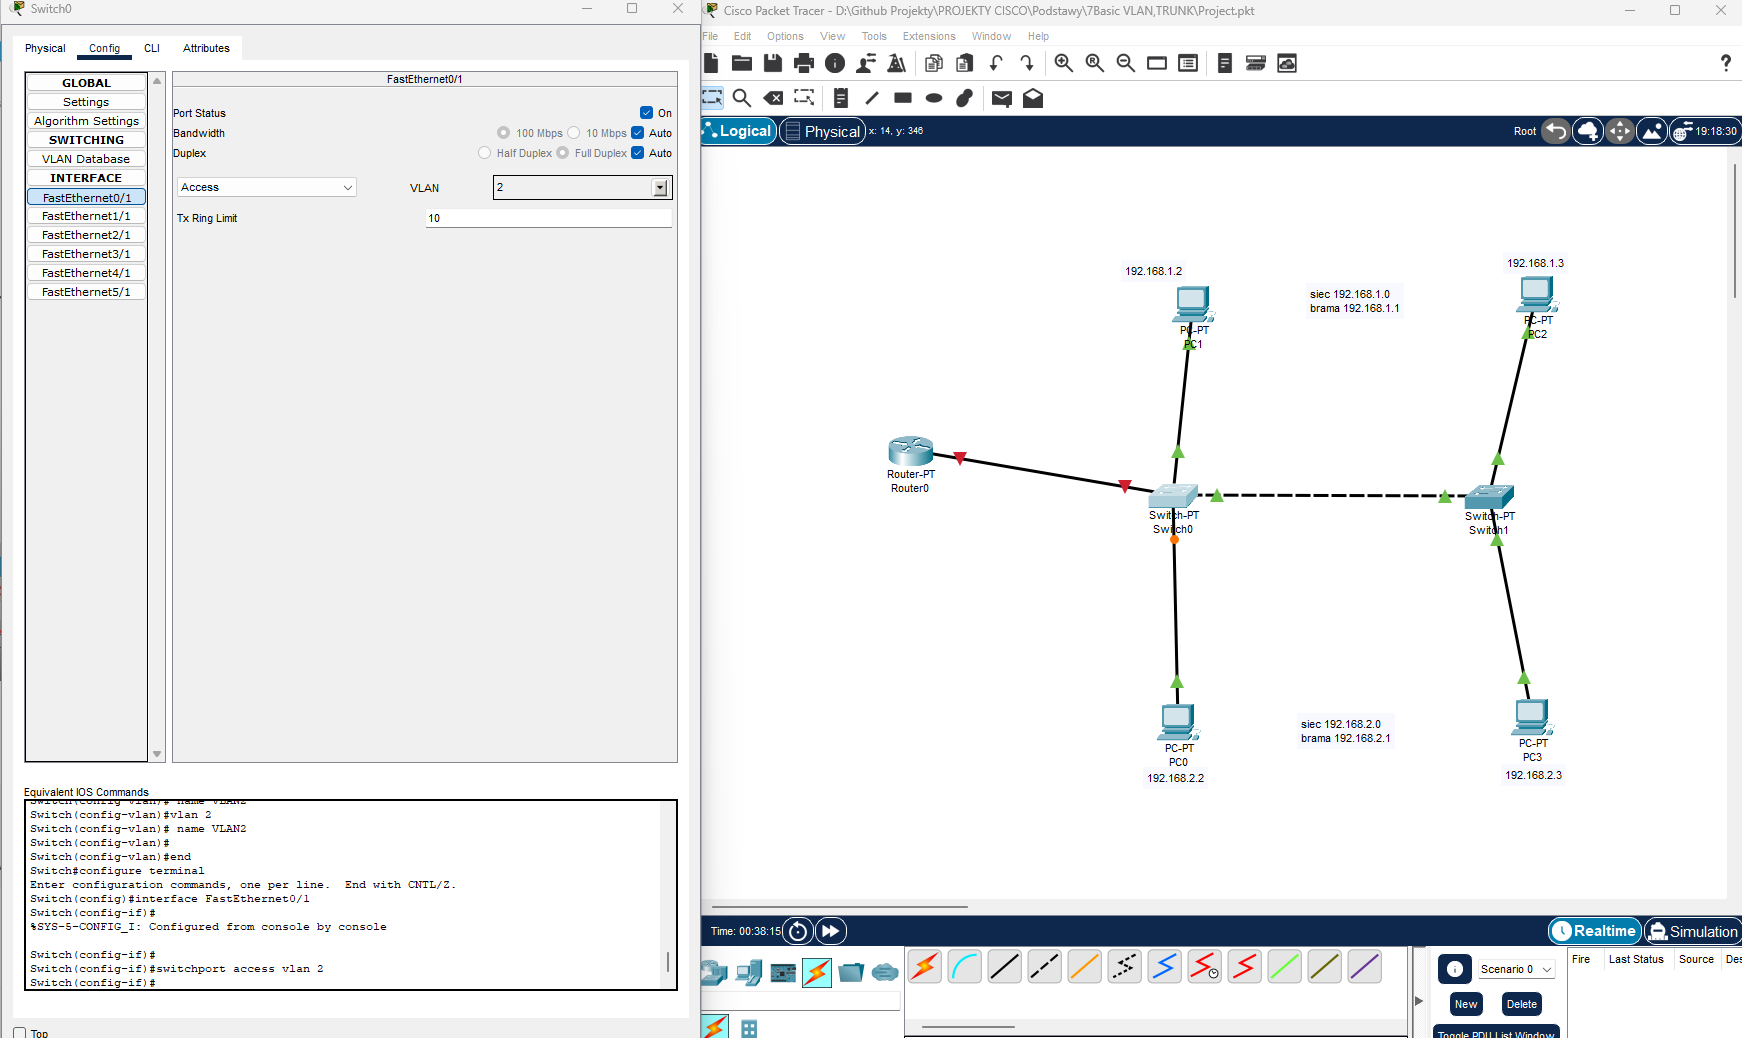 Switch0
Physical
Config
CLI
Attributes
GLOBAL
Settings
Algorithm Settings
SWITCHING
VLAN Database
INTERFACE
FastEthernet0/1
FastEthernet1/1
FastEthernet2/1
FastEthernet3/1
FastEthernet4/1
FastEthernet5/1
FastEthernet0/1
Port Status
On
Bandwidth
100 Mbps
10 Mbps
Auto
Duplex
Half Duplex
Full Duplex
Auto
Access
VLAN
2
Tx Ring Limit
10
Equivalent IOS Commands
Switch(config-vlan)# name VLAN2
Switch(config-vlan)#vlan 2
Switch(config-vlan)# name VLAN2
Switch(config-vlan)#
Switch(config-vlan)#end
Switch#configure terminal
Enter configuration commands, one per line.  End with CNTL/Z.
Switch(config)#interface FastEthernet0/1
Switch(config-if)#
%SYS-5-CONFIG_I: Configured from console by console
Switch(config-if)#
Switch(config-if)#switchport access vlan 2
Switch(config-if)#
Top
Cisco Packet Tracer - D:\Github Projekty\PROJEKTY CISCO\Podstawy\7Basic VLAN,TRUNK\Project.pkt
File
Edit
Options
View
Tools
Extensions
Window
Help
Logical
Physical
x: 14, y: 346
Root
19:18:30
192.168.1.2
PC-PT
PC1
siec 192.168.1.0
brama 192.168.1.1
192.168.1.3
PC-PT
PC2
Router-PT
Router0
Switch-PT
Switch0
Switch-PT
Switch1
PC-PT
PC0
192.168.2.2
siec 192.168.2.0
brama 192.168.2.1
PC-PT
PC3
192.168.2.3
Time: 00:38:15
Realtime
Simulation
Scenario 0
New
Delete
Toggle PDU List Window
Fire
Last Status
Source
Des